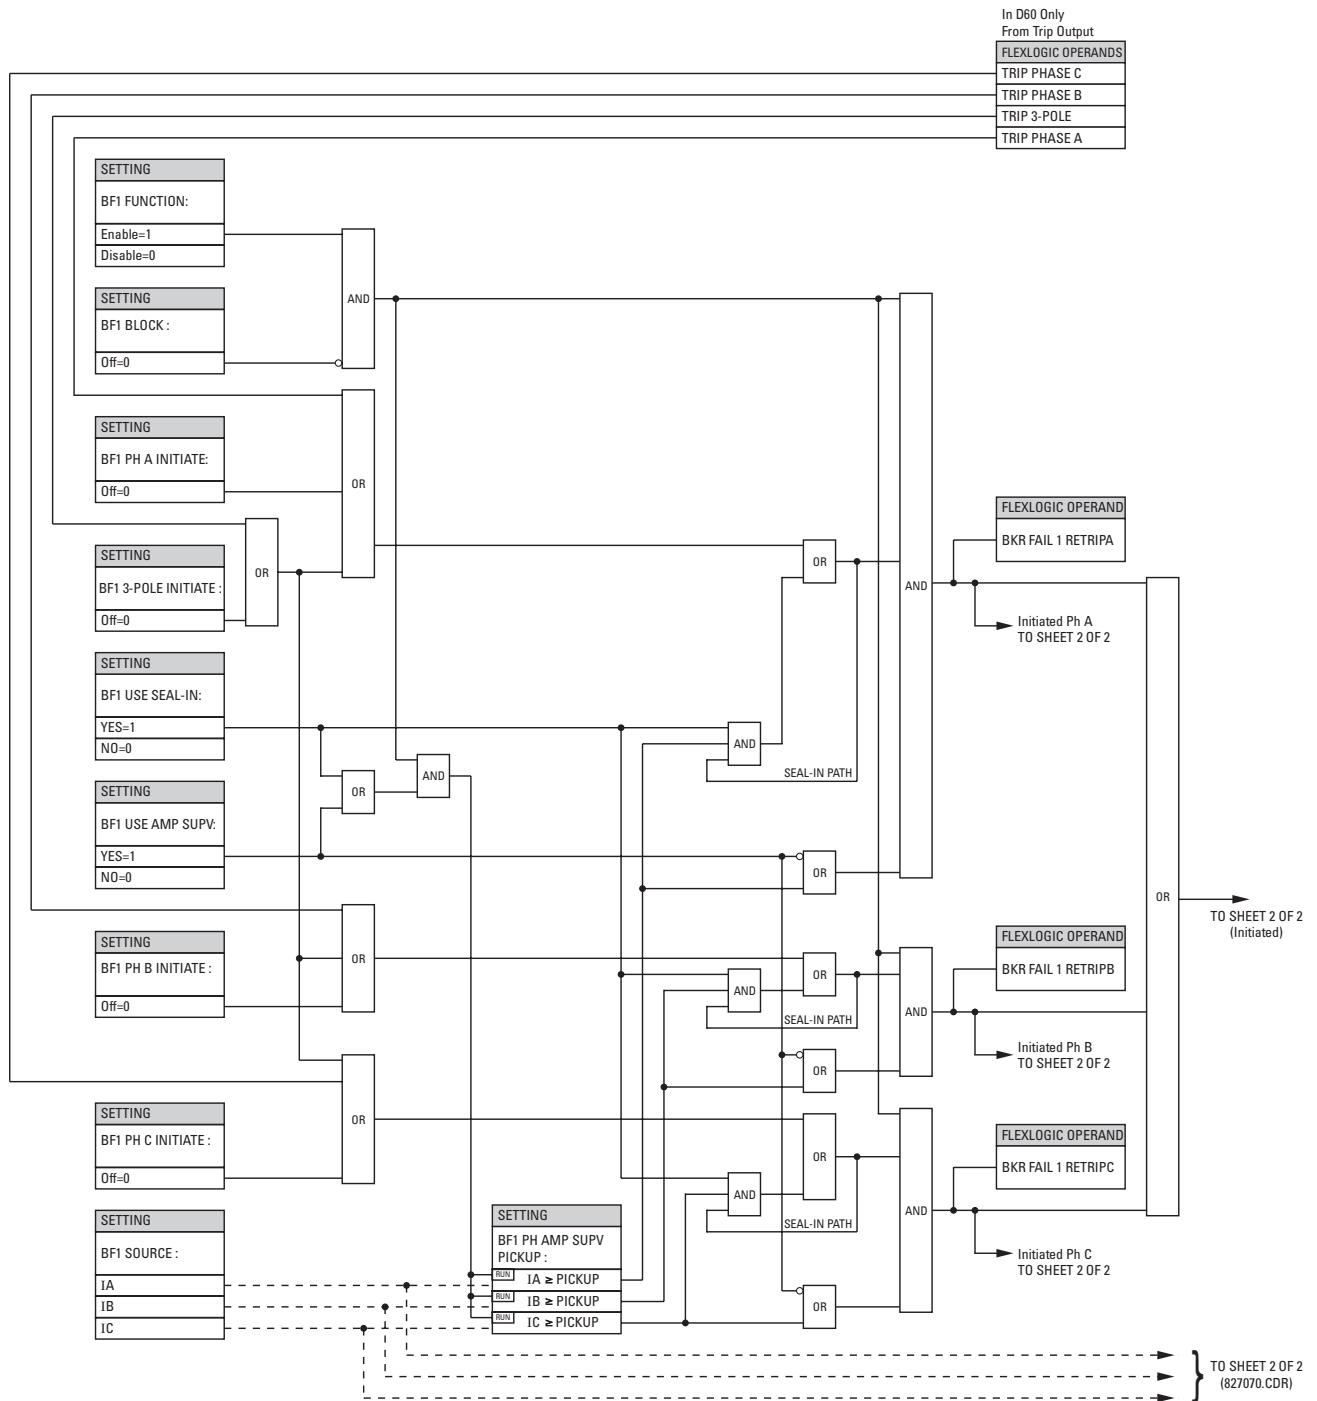 In D60 Only
From Trip Output
FLEXLOGIC OPERANDS
TRIP PHASE C
TRIP PHASE B
TRIP 3-POLE
TRIP PHASE A
SETTING
BF1 FUNCTION:
Enable=1
Disable=0
AND
SETTING
BF1 BLOCK :
Off=0
SETTING
BF1 PH A INITIATE:
Off=0
OR
SETTING
BF1 3-POLE INITIATE :
Off=0
OR
OR
AND
FLEXLOGIC OPERAND
BKR FAIL 1 RETRIPA
Initiated Ph A
TO SHEET 2 OF 2
SETTING
BF1 USE SEAL-IN:
YES=1
NO=0
AND
SEAL-IN PATH
OR
AND
SETTING
BF1 USE AMP SUPV:
YES=1
NO=0
OR
OR
TO SHEET 2 OF 2
(Initiated)
SETTING
BF1 PH B INITIATE :
Off=0
OR
OR
AND
SEAL-IN PATH
OR
AND
FLEXLOGIC OPERAND
BKR FAIL 1 RETRIPB
Initiated Ph B
TO SHEET 2 OF 2
SETTING
BF1 PH C INITIATE :
Off=0
OR
OR
AND
SEAL-IN PATH
OR
AND
FLEXLOGIC OPERAND
BKR FAIL 1 RETRIPC
Initiated Ph C
TO SHEET 2 OF 2
SETTING
BF1 SOURCE :
IA
IB
IC
SETTING
BF1 PH AMP SUPV
PICKUP :
RUN IA ≥ PICKUP
RUN IB ≥ PICKUP
RUN IC ≥ PICKUP
TO SHEET 2 OF 2
(827070.CDR)